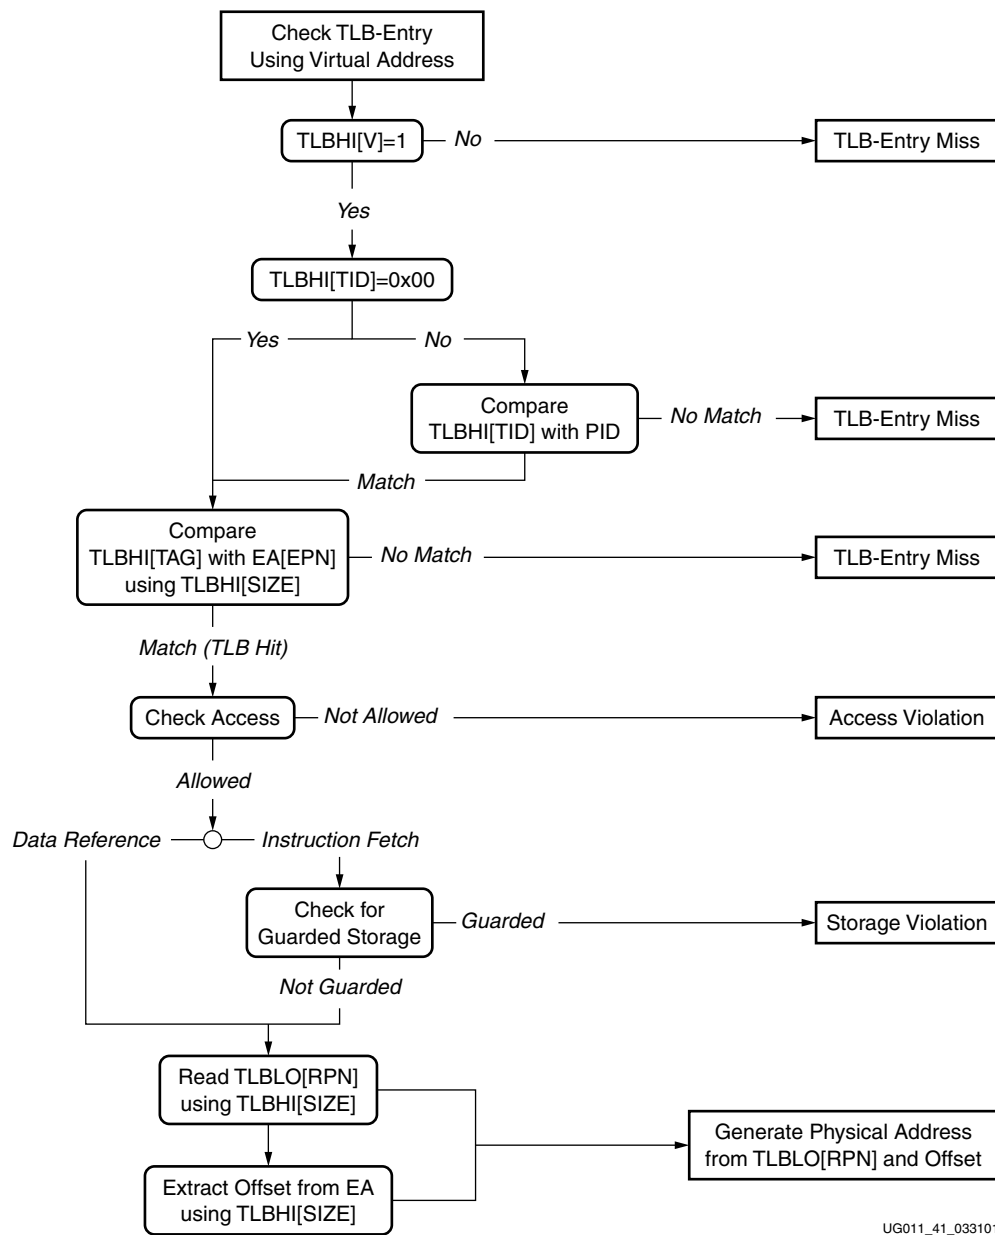 Check TLB-Entry
Using Virtual Address
TLBHI[V]=1
No
TLB-Entry Miss
Yes
TLBHI[TID]=0x00
Yes
No
Compare
TLBHI[TID] with PID
No Match
TLB-Entry Miss
Match
Compare
TLBHI[TAG] with EA[EPN]
using TLBHI[SIZE]
No Match
TLB-Entry Miss
Match (TLB Hit)
Check Access
Not Allowed
Access Violation
Allowed
Data Reference
Instruction Fetch
Check for
Guarded Storage
Guarded
Storage Violation
Not Guarded
Read TLBLO[RPN]
using TLBHI[SIZE]
Generate Physical Address
from TLBLO[RPN] and Offset
Extract Offset from EA
using TLBHI[SIZE]
UG011_41_033101